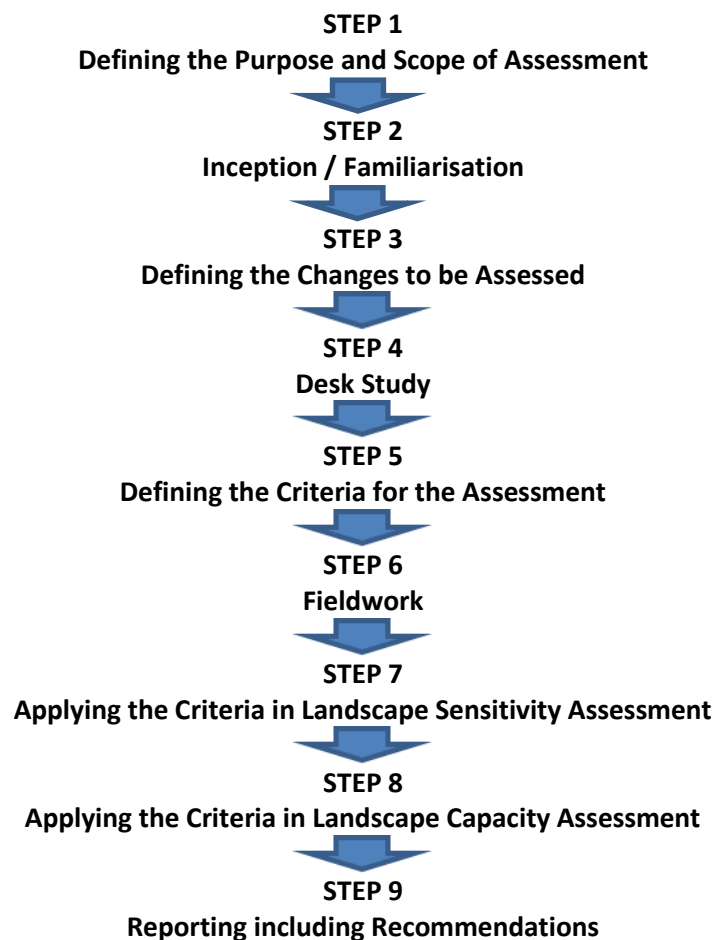 STEP 1
Defining the Purpose and Scope of Assessment
STEP 2
Inception / Familiarisation
STEP 3
Defining the Changes to be Assessed
STEP 4
Desk Study
STEP 5
Defining the Criteria for the Assessment
STEP 6
Fieldwork
STEP 7
Applying the Criteria in Landscape Sensitivity Assessment
STEP 8
Applying the Criteria in Landscape Capacity Assessment
STEP 9
Reporting including Recommendations